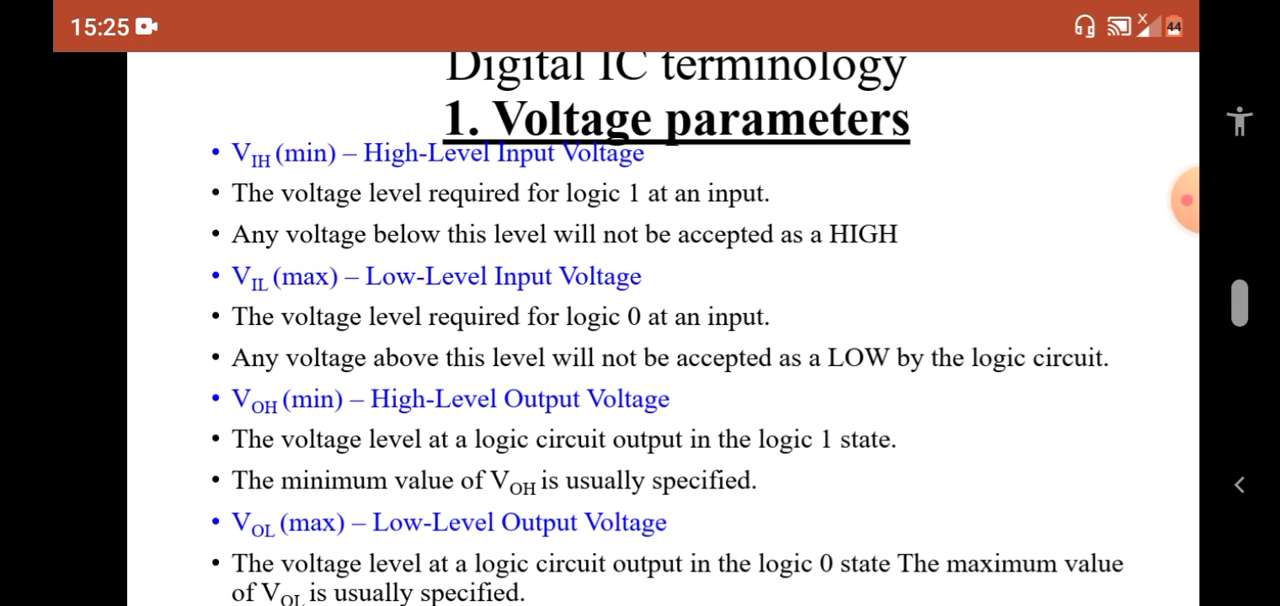 15:25
44
Digital IC terminology
1. Voltage parameters
• VIH (min) – High-Level Input Voltage
• The voltage level required for logic 1 at an input.
• Any voltage below this level will not be accepted as a HIGH
• VIL (max) – Low-Level Input Voltage
• The voltage level required for logic 0 at an input.
• Any voltage above this level will not be accepted as a LOW by the logic circuit.
• VOH (min) – High-Level Output Voltage
• The voltage level at a logic circuit output in the logic 1 state.
• The minimum value of VOH is usually specified.
• VOL (max) – Low-Level Output Voltage
• The voltage level at a logic circuit output in the logic 0 state The maximum value
of VOL is usually specified.